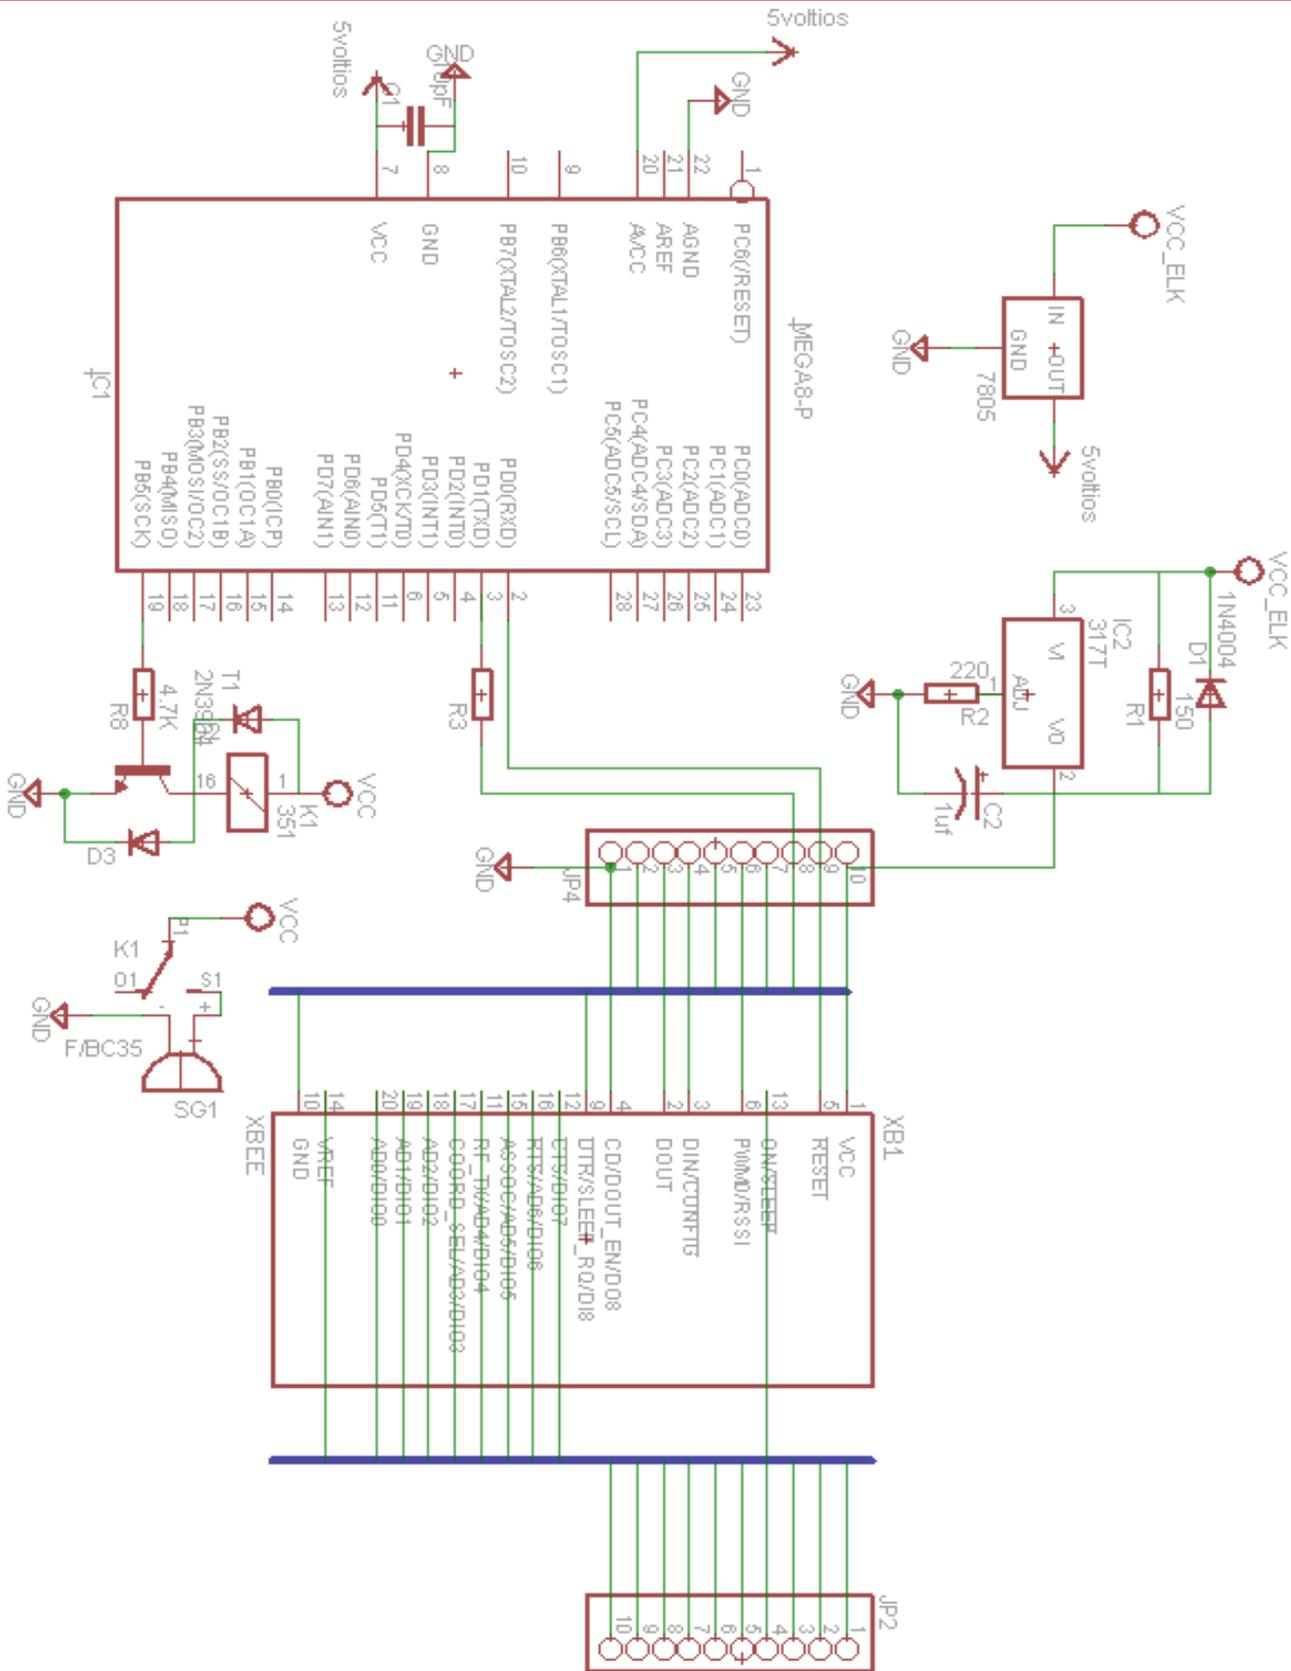 5voltios
5voltios
GND
C1
GND
7
8
10
9
20
21
22
1
VCC
GND
PB7(XTAL2/TOSC2)
PB6(XTAL1/TOSC1)
AVCC
AREF
AGND
PC6(/RESET)
MEGA8-P
IC1
PB5(SCK)
PB4(MISO)
PB3(MOSI/OC2)
PB2(SS/OC1B)
PB1(OC1A)
PB0(ICP)
PD7(AIN1)
PD6(AIN0)
PD5(T1)
PD4(XCK/T0)
PD3(INT1)
PD2(INT0)
PD1(TXD)
PD0(RXD)
PC5(ADC5/SCL)
PC4(ADC4/SDA)
PC3(ADC3)
PC2(ADC2)
PC1(ADC1)
PC0(ADC0)
19
18
17
16
15
14
13
12
11
6
5
4
3
2
28
27
26
25
24
23
VCC_ELK
IN
OUT
GND
7805
GND
5voltios
VCC_ELK
1N4004
D1
IC2
317T
3
VI
ADJ
VO
2
220
1
R2
150
R1
GND
C2
1uf
4.7K
R8
T1
R3
16
1
K1
351
VCC
GND
D3
GND
JP4
1
2
3
4
5
6
7
8
9
10
VCC
K1
P1
O1
S1
GND
F/BC35
SG1
XB1
XBEE
10
14
20
19
18
17
11
15
16
12
9
4
2
3
6
13
5
1
GND
VREF
AD0/DIO0
AD1/DIO1
AD2/DIO2
COORD_SEL/AD3/DIO3
RF_TX/AD4/DIO4
ASSOC/AD5/DIO5
RTS/AD6/DIO6
CTS/DIO7
DTR/SLEEP_RQ/DI8
CD/DOUT_EN/DO8
DOUT
DIN/CONFIG
PWM0/RSSI
ON/SLEEP
RESET
VCC
JP2
10
9
8
7
6
5
4
3
2
1